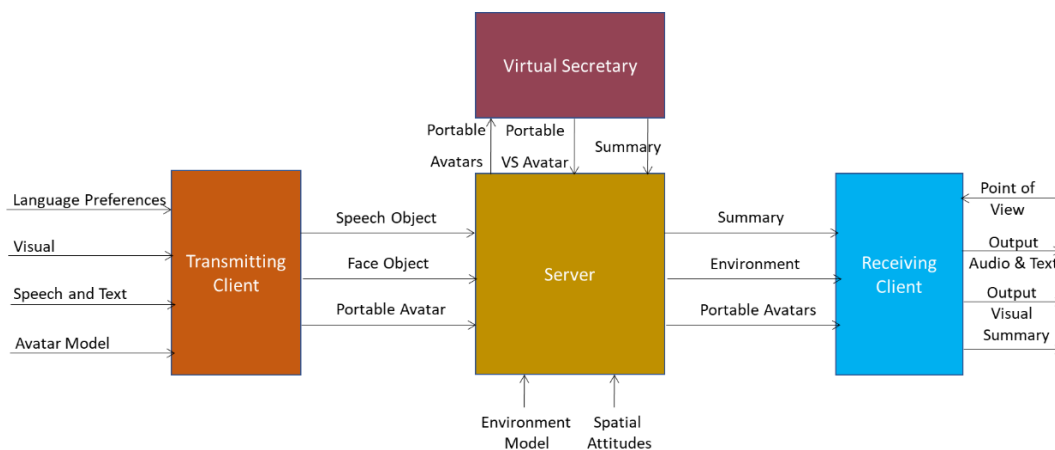 Virtual Secretary
Portable
Avatars
Portable
VS Avatar
Summary
Language Preferences
Visual
Speech and Text
Avatar Model
Transmitting
Client
Speech Object
Face Object
Portable Avatar
Server
Environment
Model
Spatial
Attitudes
Summary
Environment
Portable Avatars
Receiving
Client
Point of
View
Output
Audio & Text
Output
Visual
Summary